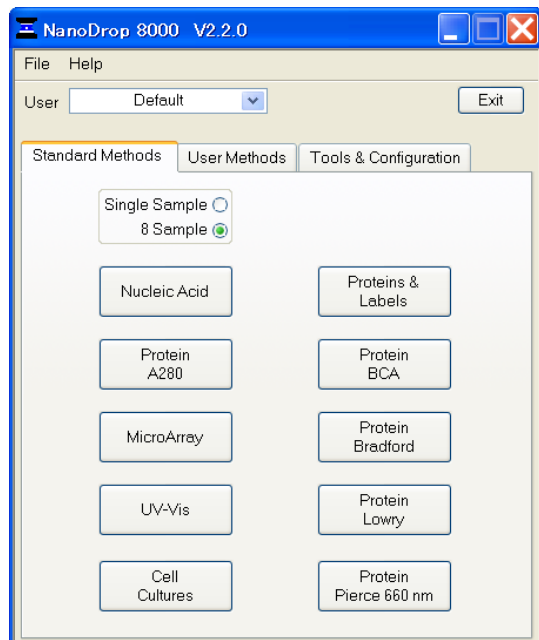 NanoDrop 8000 V2.2.0
File Help
User Default Exit
Standard Methods User Methods Tools & Configuration
Single Sample
8 Sample
Nucleic Acid
Proteins &
Labels
Protein
A280
Protein
BCA
MicroArray
Protein
Bradford
UV-Vis
Protein
Lowry
Cell
Cultures
Protein
Pierce 660 nm